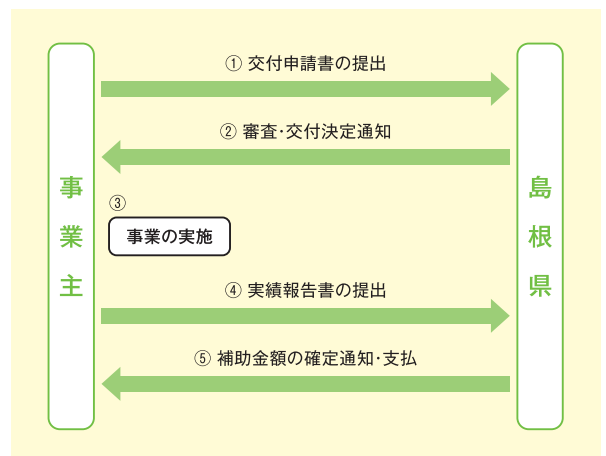 ① 交付申請書の提出
② 審査・交付決定通知
事業主
島根県
③
事業の実施
④ 実績報告書の提出
⑤ 補助金額の確定通知・支払